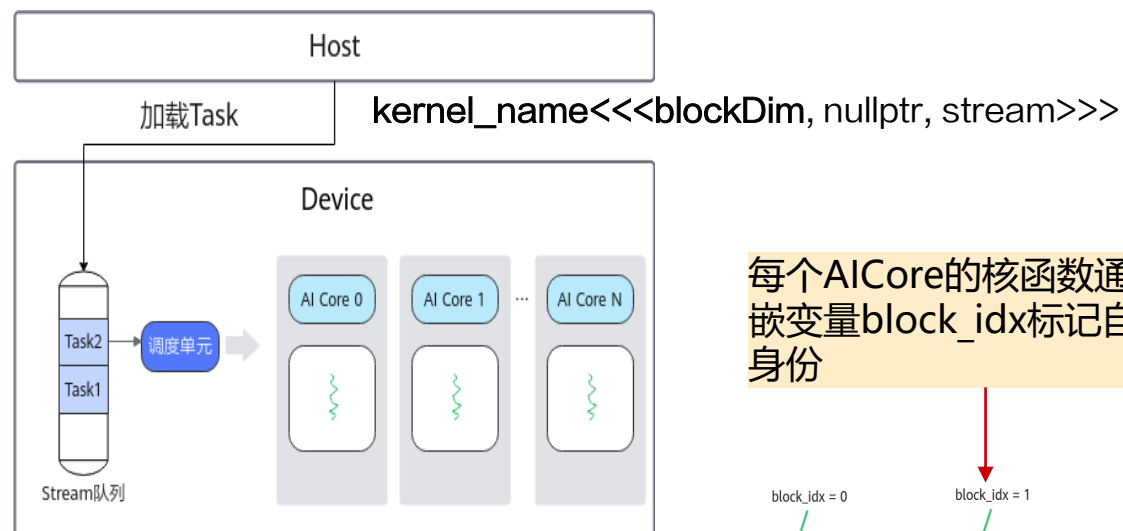 Host
加载Task
kernel_name<<<blockDim, nullptr, stream>>>
Device
AI Core 0
AI Core 1
...
AI Core N
Task2
调度单元
Task1
Stream队列
每个AICore的核函数通
嵌变量block_idx标记自
身份
block_idx = 0
block_idx = 1